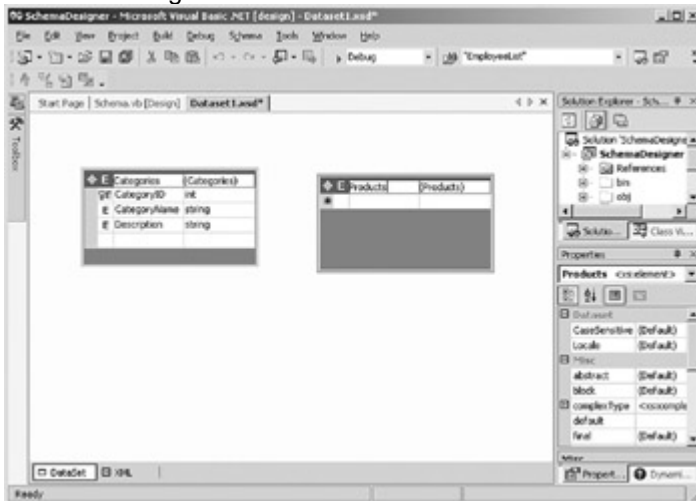 SchemaDesigner - Microsoft Visual Basic .NET [design] - Dataset1.xsd*
File Edit View Project Build Debug Schema Tools Window Help
Debug "EmployeeList"
Start Page Schema.vb [Design] Dataset1.xsd*
Toolbox
E Categories (Categories)
E CategoryID int
E CategoryName string
E Description string
E Products (Products)
DataSet XML
Ready
Solution Explorer - Sch...
Solution 'SchemaDesigne
SchemaDesigner
References
bin
obj
Solutio... Class Vi...
Properties
Products <xs:element>
Dataset
CaseSensitive (Default)
Locale (Default)
Misc
abstract (Default)
block (Default)
complexType <xs:comple
default
final (Default)
Misc
Propert... Dynami...